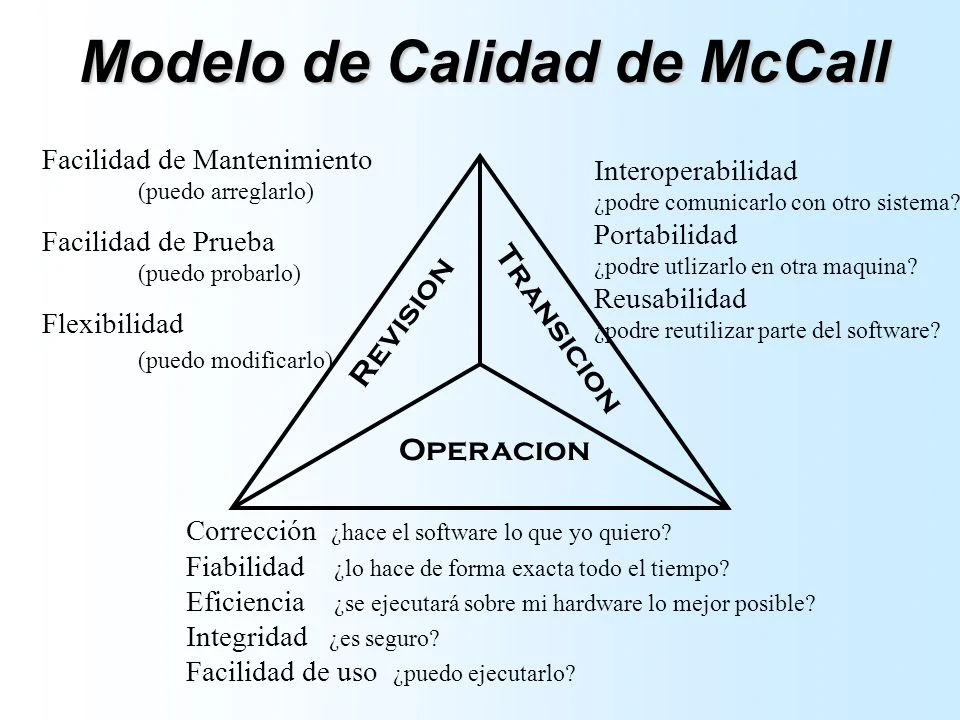 Modelo de Calidad de McCall
Facilidad de Mantenimiento
(puedo arreglarlo)
Facilidad de Prueba
(puedo probarlo)
Flexibilidad
(puedo modificarlo)
Interoperabilidad
¿podre comunicarlo con otro sistema?
Portabilidad
¿podre utlizarlo en otra maquina?
Reusabilidad
¿podre reutilizar parte del software?
Revision
Transicion
Operacion
Corrección ¿hace el software lo que yo quiero?
Fiabilidad ¿lo hace de forma exacta todo el tiempo?
Eficiencia ¿se ejecutará sobre mi hardware lo mejor posible?
Integridad ¿es seguro?
Facilidad de uso ¿puedo ejecutarlo?